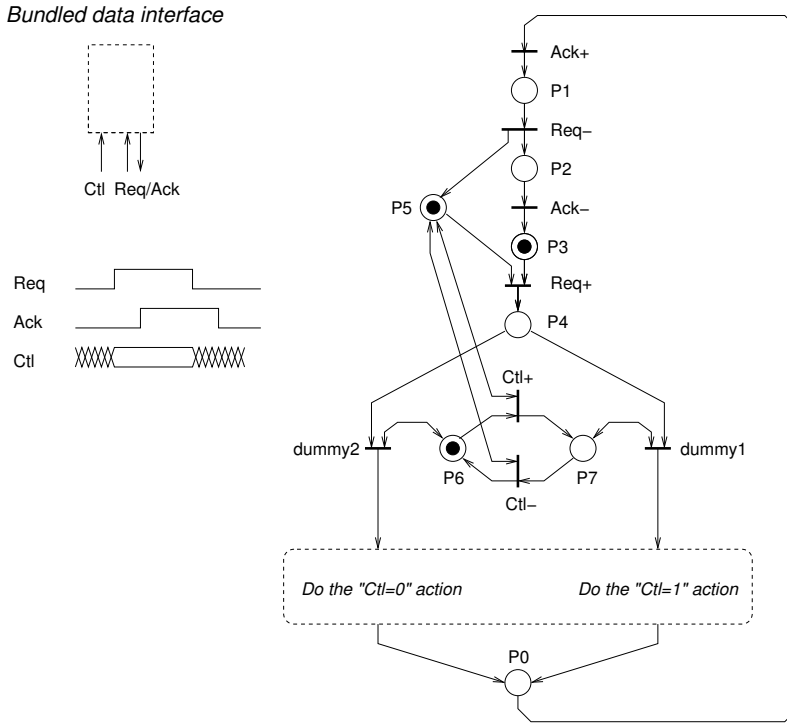 Bundled data interface
Ctl Req/Ack
Req
Ack
Ctl
Ack+
P1
Req−
P2
P5
Ack−
P3
Req+
P4
Ctl+
dummy2
P6
P7
dummy1
Ctl−
Do the "Ctl=0" action
Do the "Ctl=1" action
P0